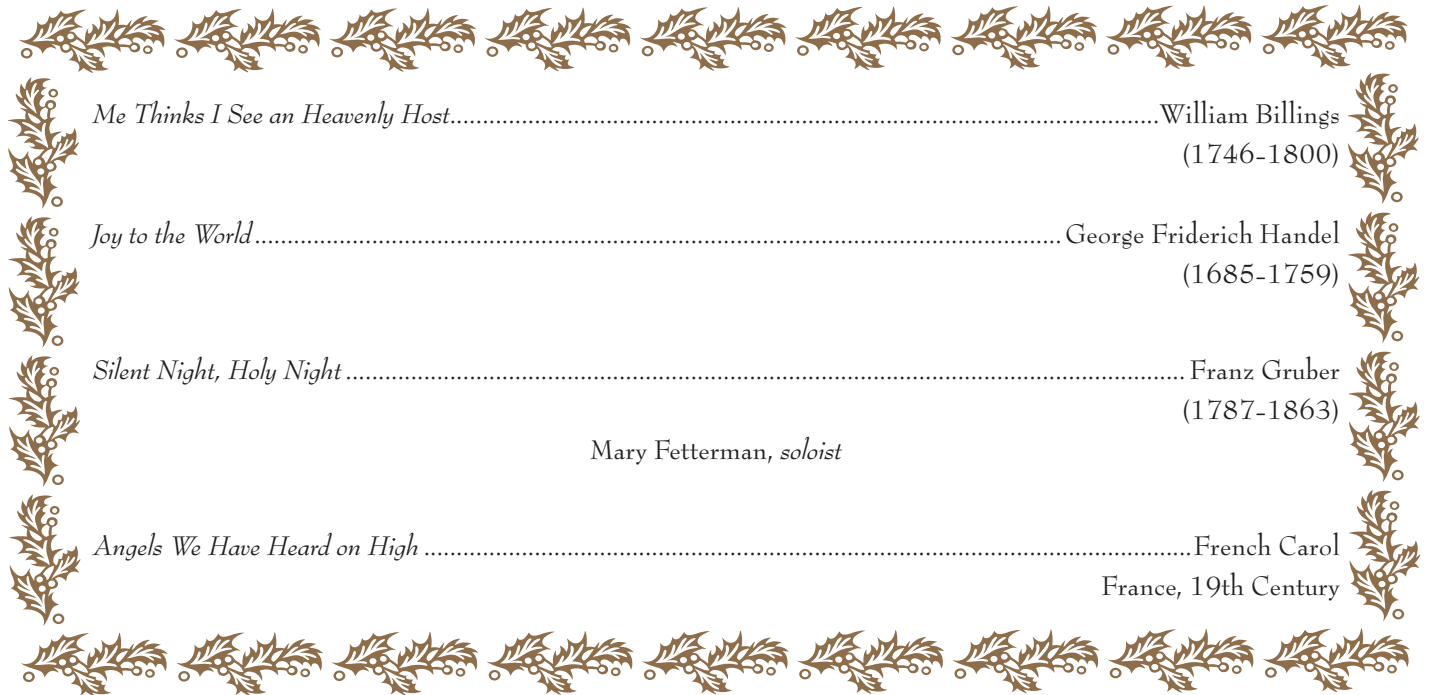 Me Thinks I See an Heavenly Host..............................................................................................................William Billings
(1746-1800)
Joy to the World..............................................................................................................................George Friderich Handel
(1685-1759)
Silent Night, Holy Night..................................................................................................................................Franz Gruber
(1787-1863)
Mary Fetterman, soloist
Angels We Have Heard on High.......................................................................................................................French Carol
France, 19th Century